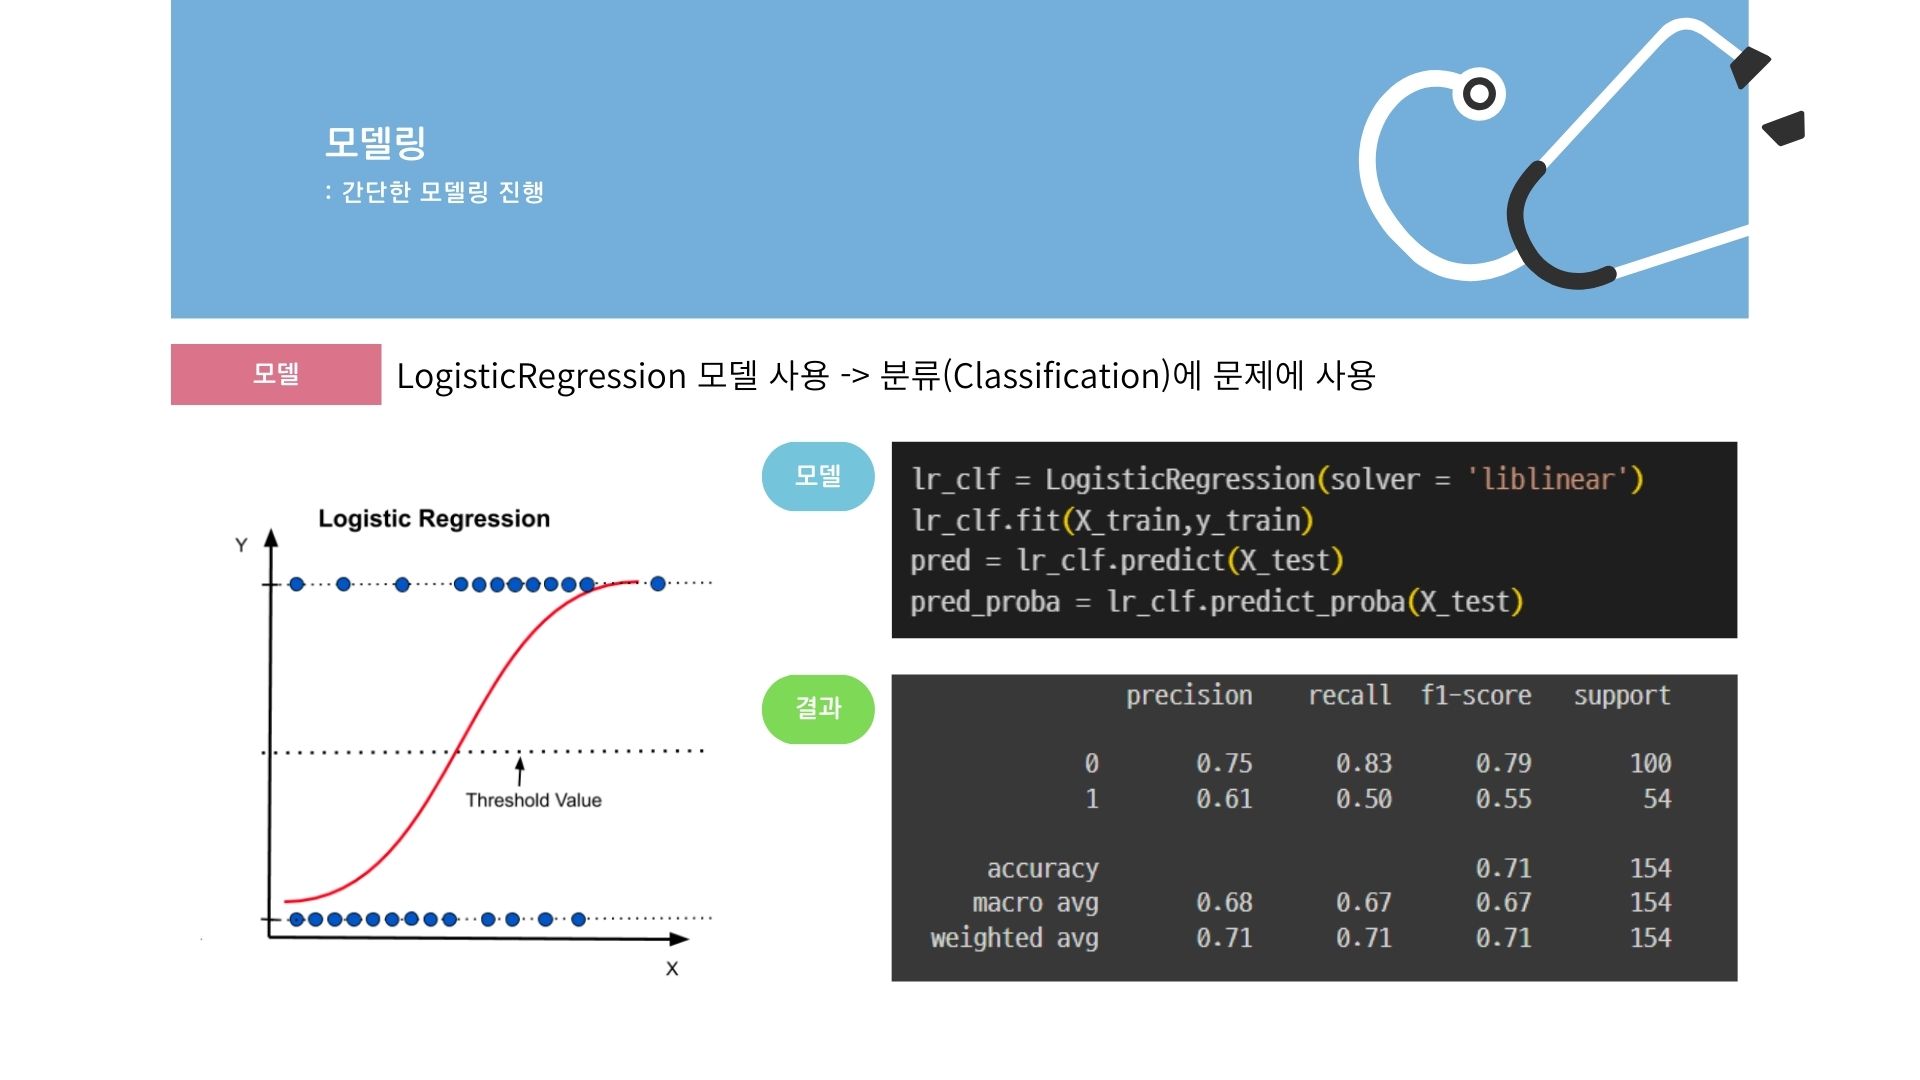 모델링
: 간단한 모델링 진행
모델
LogisticRegression 모델 사용 -> 분류(Classification)에 문제에 사용
Logistic Regression
Y
Threshold Value
X
모델
lr_clf = LogisticRegression(solver = 'liblinear')
lr_clf.fit(X_train,y_train)
pred = lr_clf.predict(X_test)
pred_proba = lr_clf.predict_proba(X_test)
결과
precision recall f1-score support
0 0.75 0.83 0.79 100
1 0.61 0.50 0.55 54
accuracy 0.71 154
macro avg 0.68 0.67 0.67 154
weighted avg 0.71 0.71 0.71 154